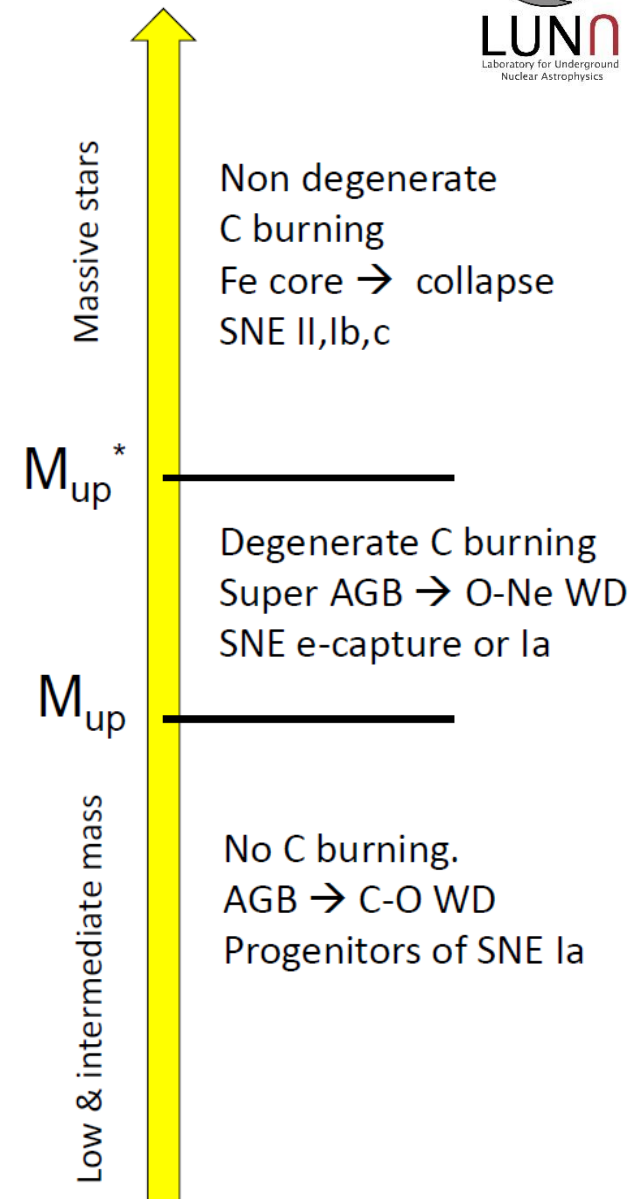 LUNΠ
Laboratory for Underground
Nuclear Astrophysics
Massive stars
Non degenerate
C burning
Fe core → collapse
SNE II,Ib,c
Mup*
Degenerate C burning
Super AGB → O-Ne WD
SNE e-capture or Ia
Mup
Low & intermediate mass
No C burning.
AGB → C-O WD
Progenitors of SNE Ia